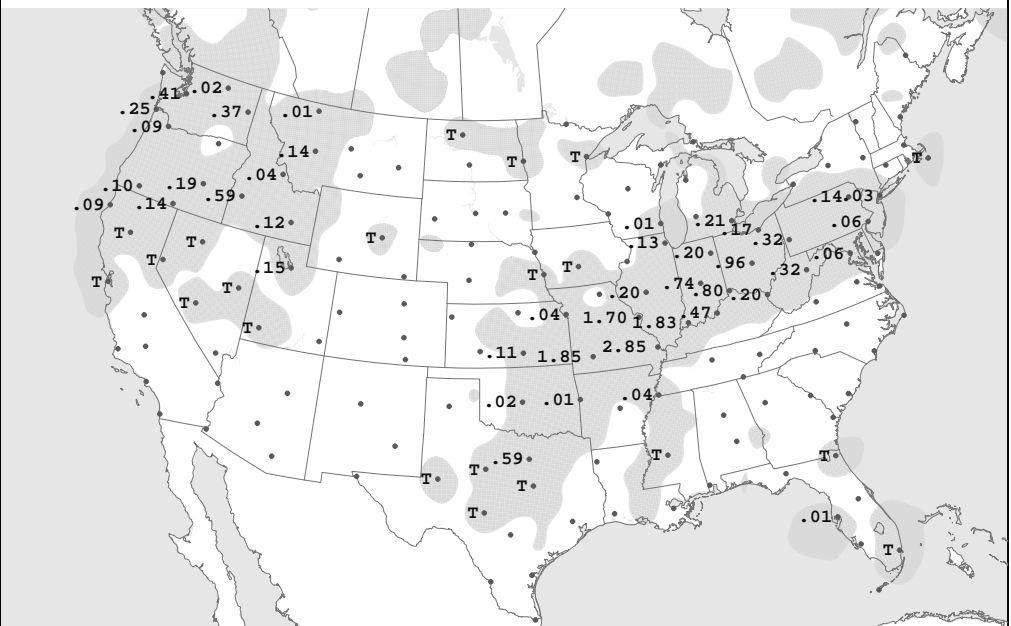 .41 .02
.25 .37 .01
.09
T
.14 T T T
.04
.10 .19
.09 .14 .59 .14 .03
.12 .01 .21 .06
T T T .13 .17 .32
T .20 .06
.15 T T .96 .32
T T .74
T .20 .80 .20
.04 1.70 1.83 .47
T
.11 1.85 2.85
.02 .01 .04
T .59 T T
T T
T .01
T